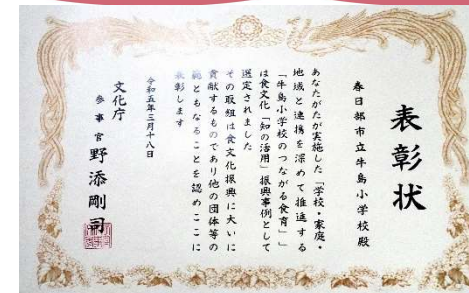 表彰状
春日部市立牛島小学校殿
あなたがたが実施した「学校・家庭・
地域と連携を深めて推進する
「牛島小学校のつながる食育」」
は食文化「知の活用」振興事例として
選定されました
その取組は食文化振興に大いに
貢献するものであり他の団体等の
範ともなることを認めここに
表彰します
令和五年三月十八日
文化庁
参事官 野添剛司